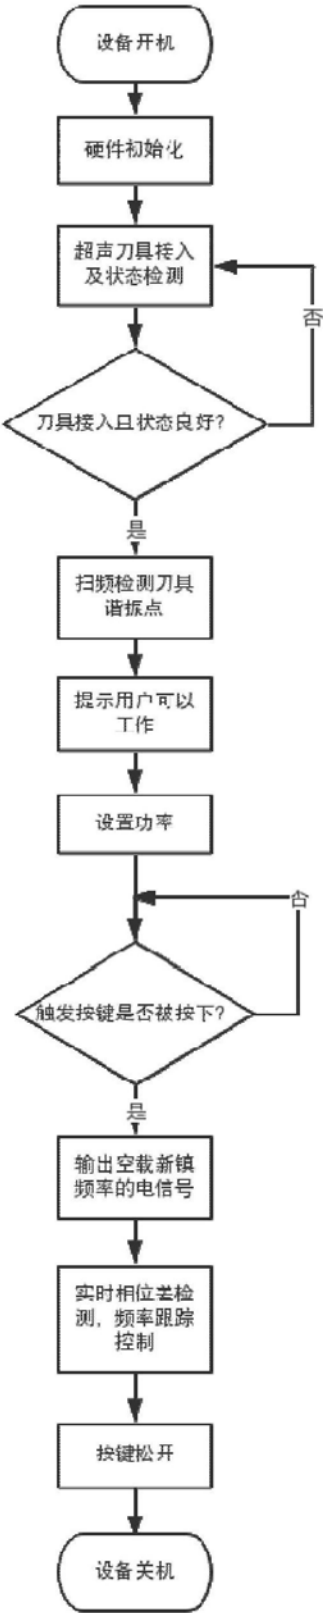 设备开机
硬件初始化
超声刀具接入
及状态检测
否
刀具接入且状态良好?
是
扫频检测刀具
谐振点
提示用户可以
工作
设置功率
否
触发按键是否被按下?
是
输出空载新镇
频率的电信号
实时相位差检
测，频率跟踪
控制
按键松开
设备关机